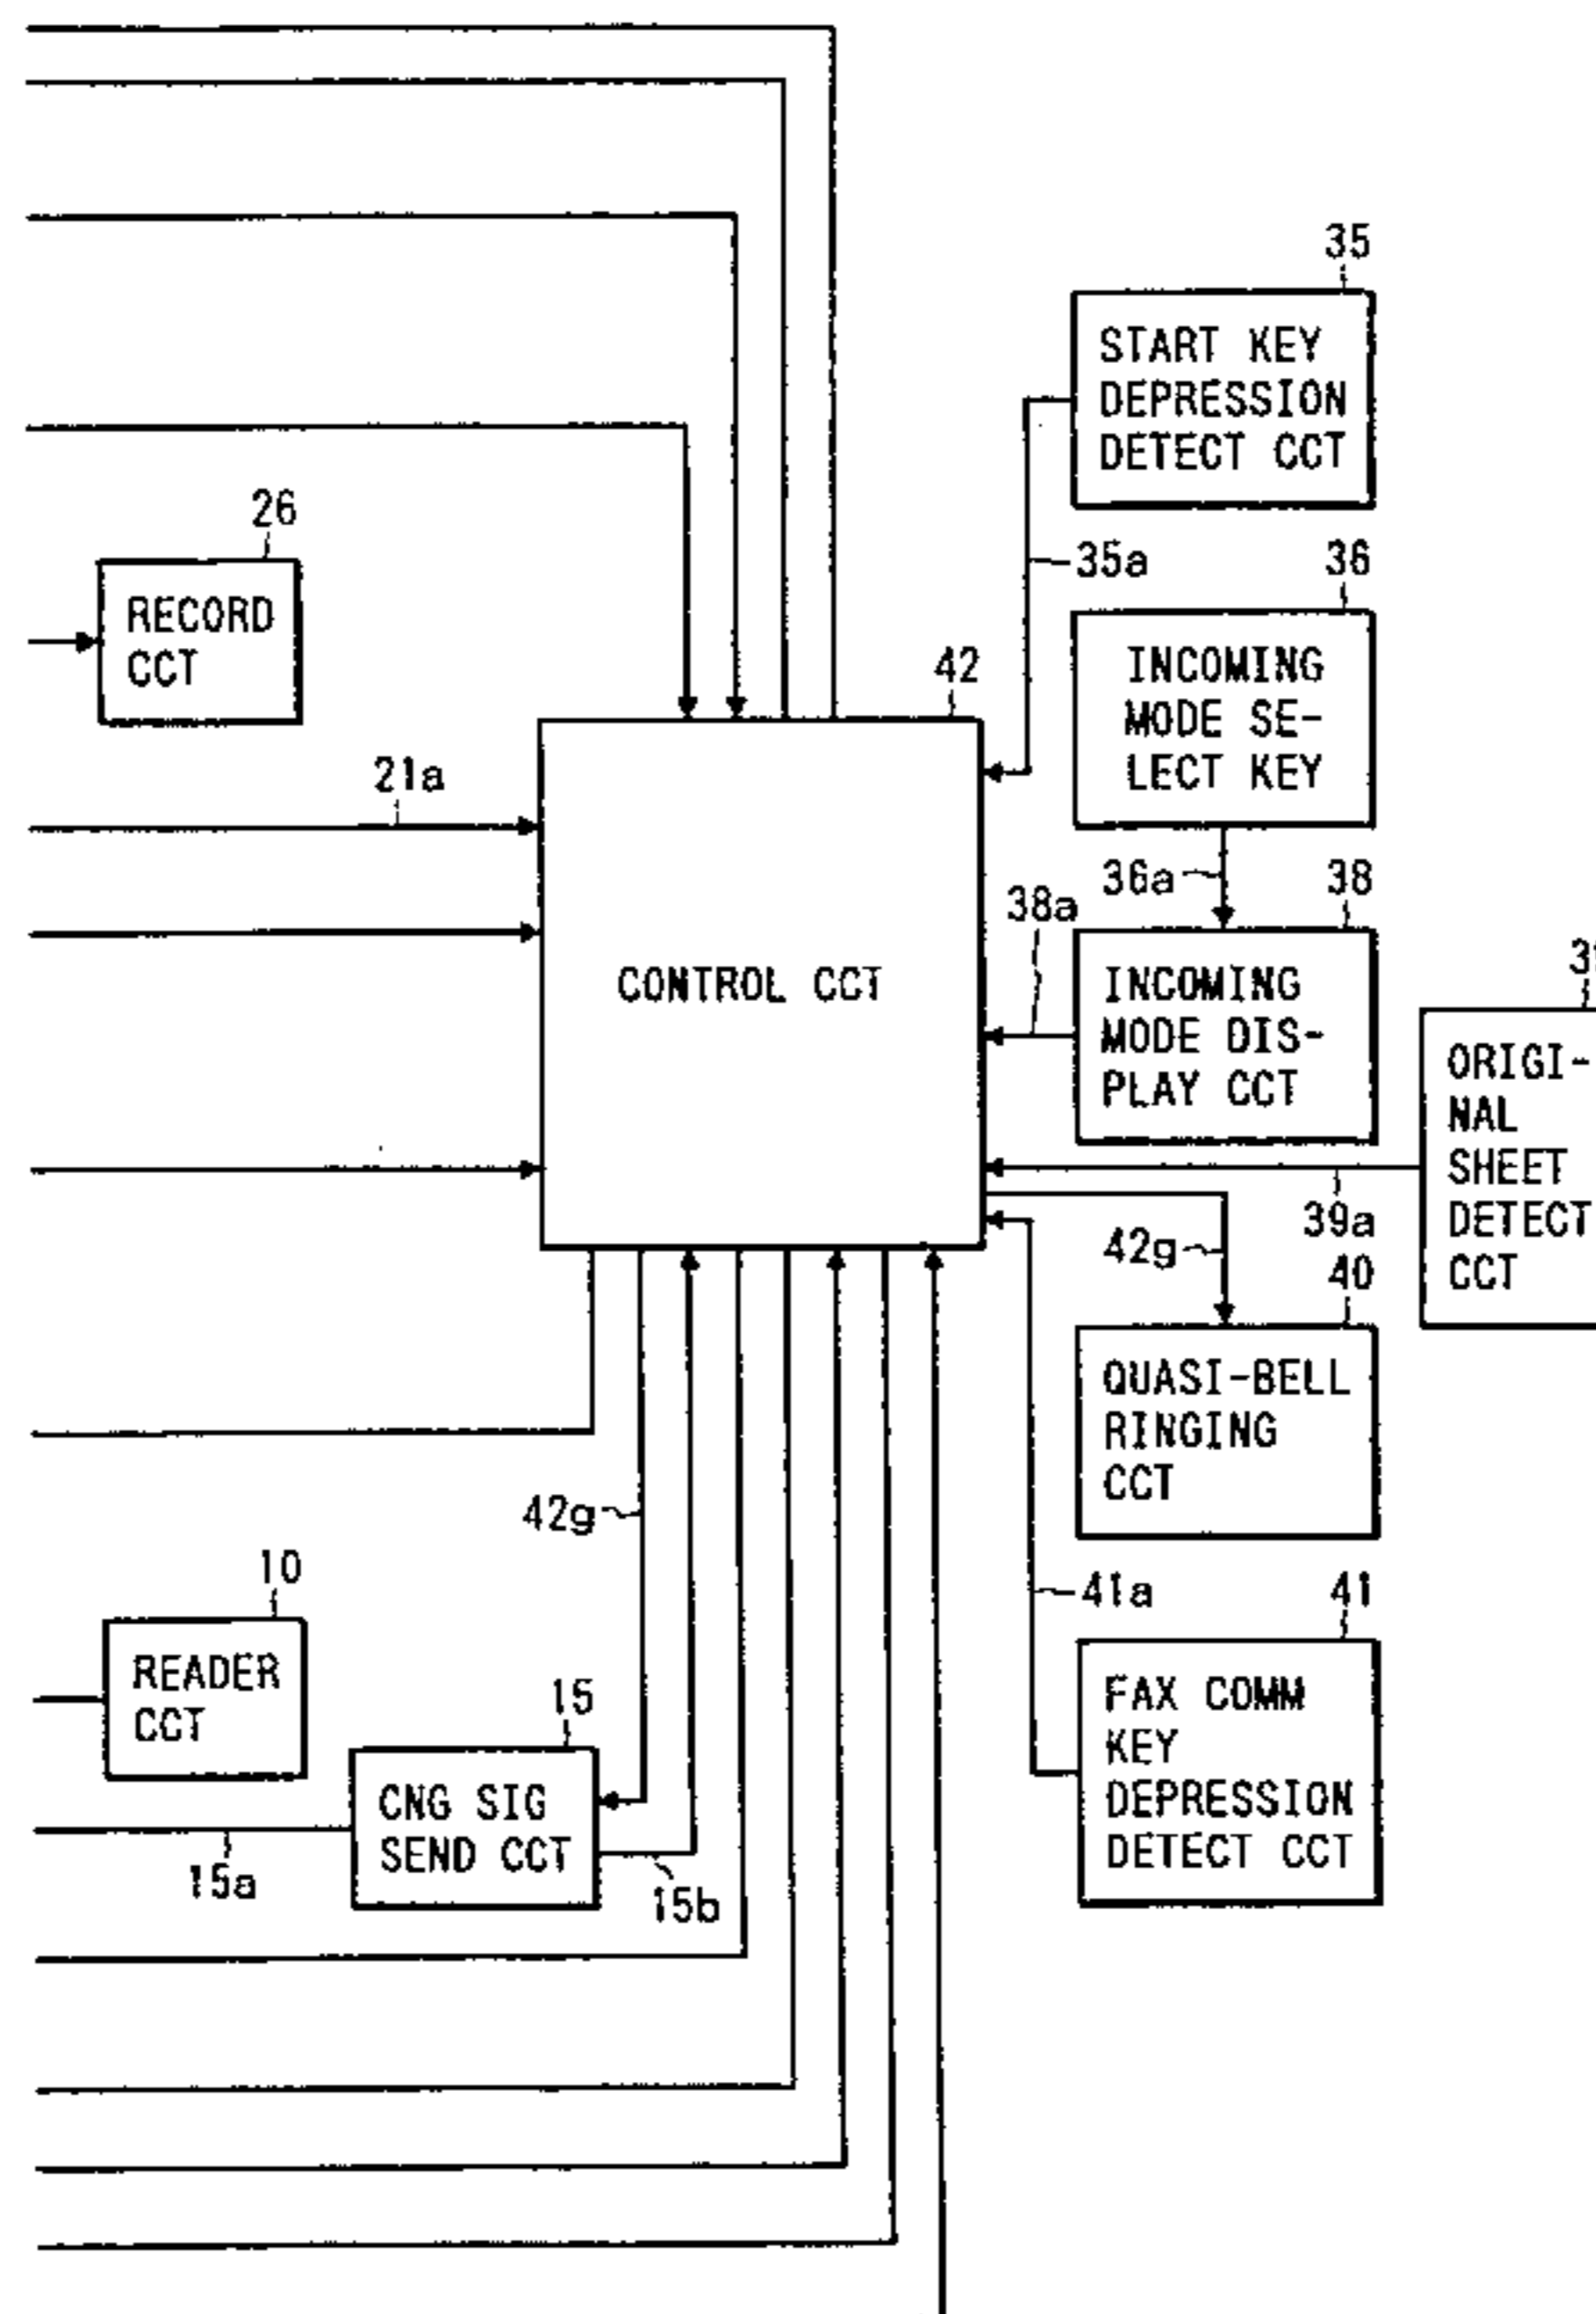 35
START KEY
DEPRESSION
DETECT CCT
26
35a
36
RECORD
CCT
INCOMING
MODE SE-
LECT KEY
42
21a
36a
38
38a
CONTROL CCT
INCOMING
MODE DIS-
PLAY CCT
ORIGI-
NAL
SHEET
DETECT
CCT
39a
42g
40
QUASI-BELL
RINGING
CCT
42g
10
41a
41
READER
CCT
15
FAX COMM
KEY
DEPRESSION
DETECT CCT
CNG SIG
SEND CCT
15a
15b